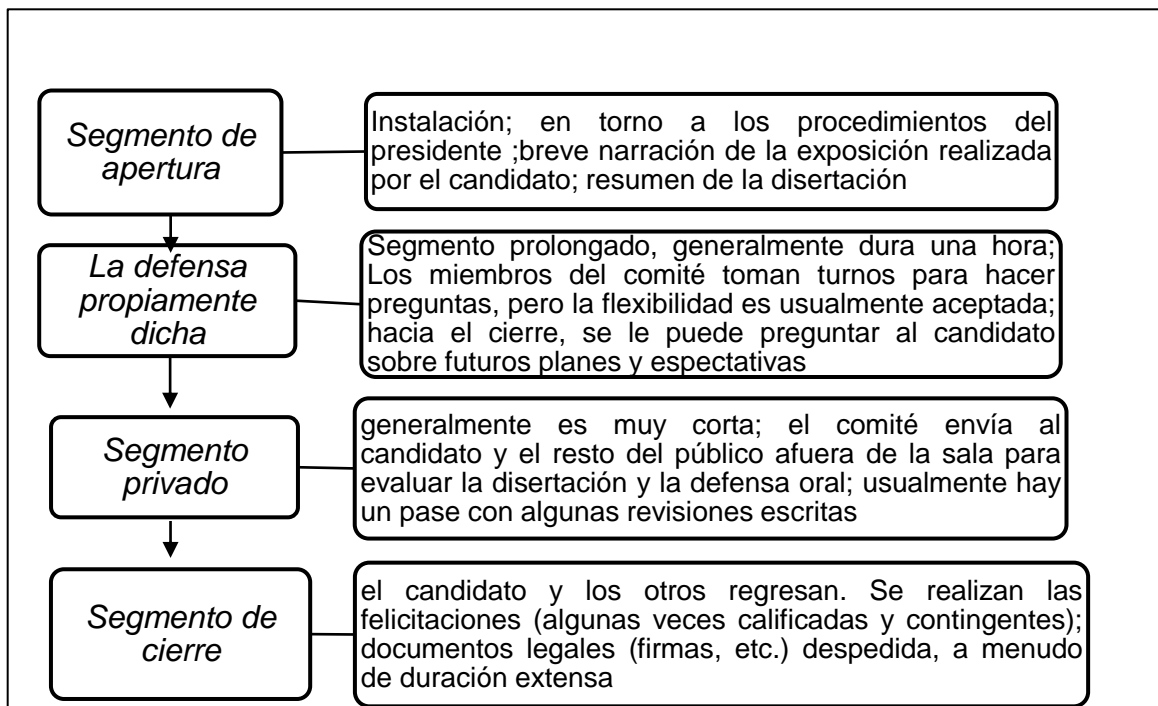 Segmento de
apertura
Instalación; en torno a los procedimientos del
presidente ;breve narración de la exposición realizada
por el candidato; resumen de la disertación
La defensa
propiamente
dicha
Segmento prolongado, generalmente dura una hora;
Los miembros del comité toman turnos para hacer
preguntas, pero la flexibilidad es usualmente aceptada;
hacia el cierre, se le puede preguntar al candidato
sobre futuros planes y espectativas
Segmento
privado
generalmente es muy corta; el comité envía al
candidato y el resto del público afuera de la sala para
evaluar la disertación y la defensa oral; usualmente hay
un pase con algunas revisiones escritas
Segmento de
cierre
el candidato y los otros regresan. Se realizan las
felicitaciones (algunas veces calificadas y contingentes);
documentos legales (firmas, etc.) despedida, a menudo
de duración extensa